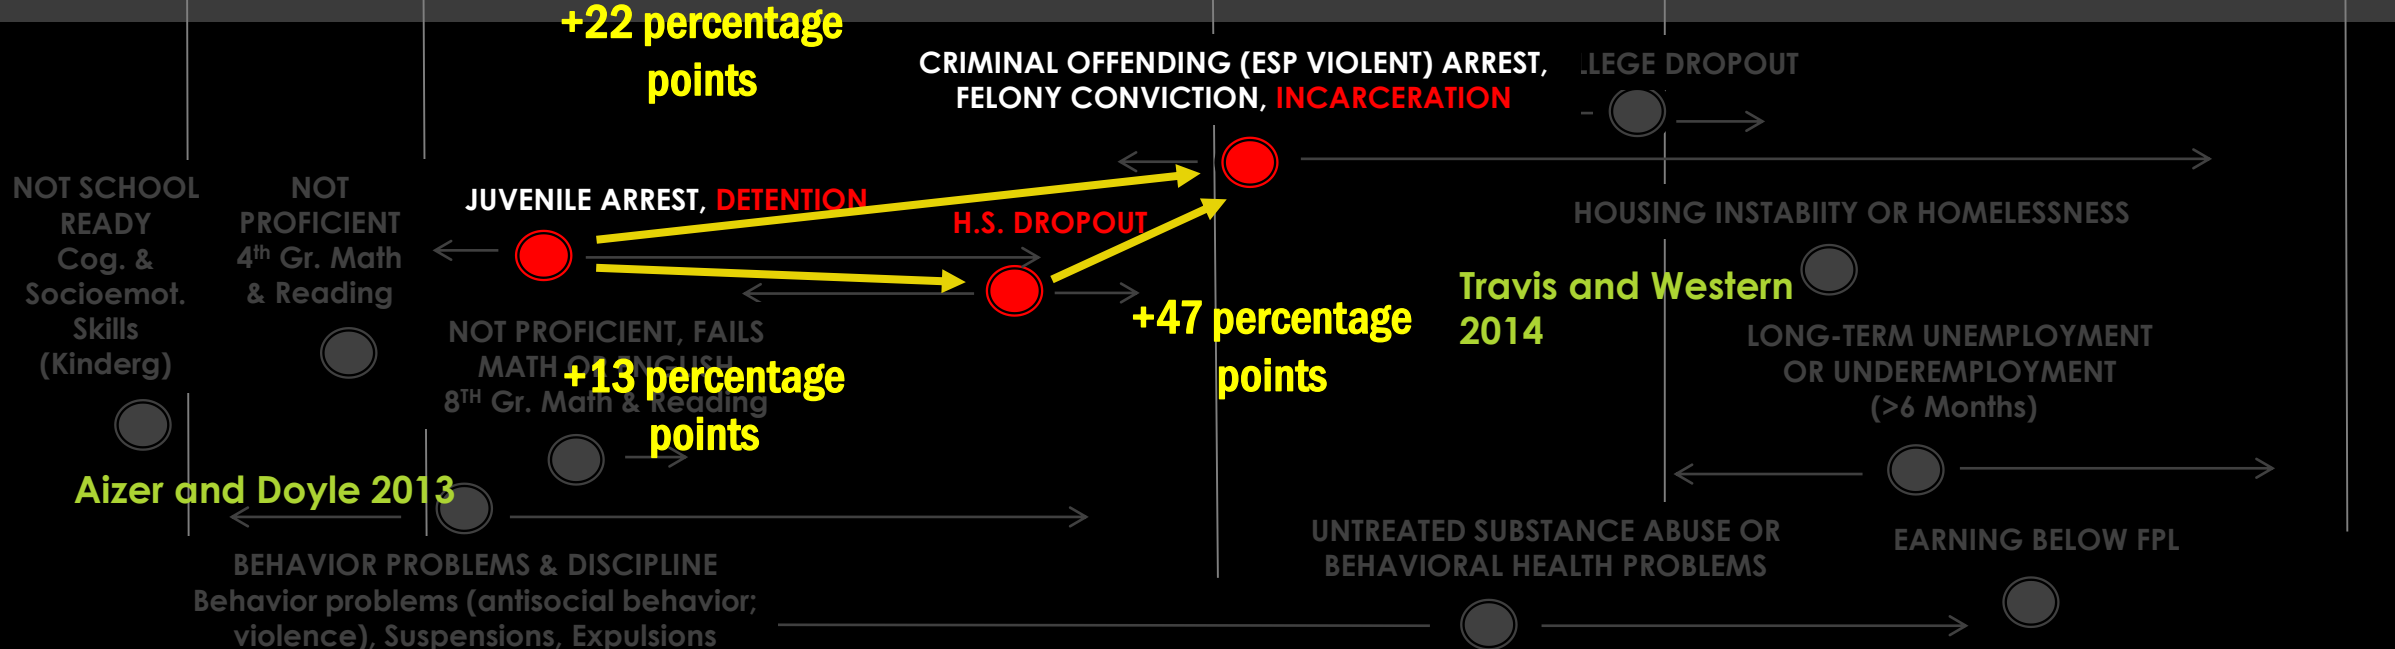 +22 percentage
points
CRIMINAL OFFENDING (ESP VIOLENT) ARREST,
FELONY CONVICTION, INCARCERATION
LLEGE DROPOUT
NOT SCHOOL
READY
Cog. &
Socioemot.
Skills
(Kinderg)
NOT
PROFICIENT
4th Gr. Math
& Reading
JUVENILE ARREST, DETENTION
H.S. DROPOUT
HOUSING INSTABIITY OR HOMELESSNESS
Travis and Western
2014
+47 percentage
points
LONG-TERM UNEMPLOYMENT
OR UNDEREMPLOYMENT
(>6 Months)
NOT PROFICIENT, FAILS
MATH OR ENGLISH
8TH Gr. Math & Reading
+13 percentage
points
Aizer and Doyle 2013
BEHAVIOR PROBLEMS & DISCIPLINE
Behavior problems (antisocial behavior;
violence), Suspensions, Expulsions
UNTREATED SUBSTANCE ABUSE OR
BEHAVIORAL HEALTH PROBLEMS
EARNING BELOW FPL